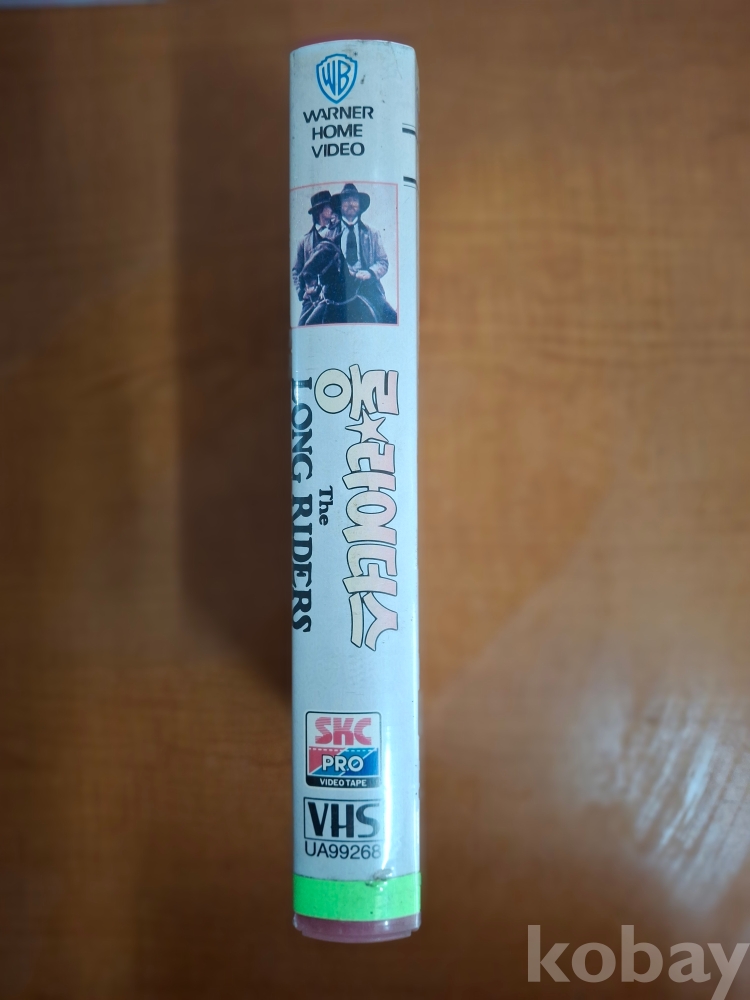 WB
WARNER
HOME
VIDEO
롱★라이더스
The
LONG RIDERS
SKC
PRO
VIDEO TAPE
VHS
UA99268
kobay